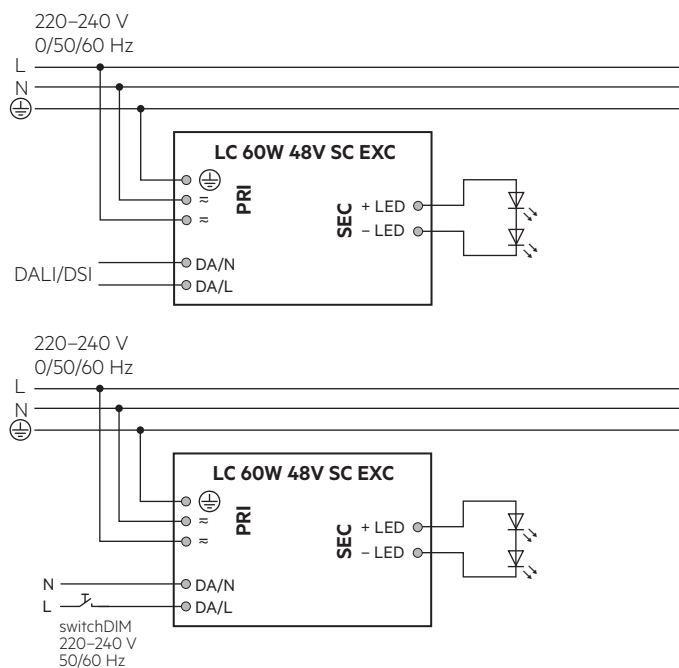 220–240 V
0/50/60 Hz
L
N
LC 60W 48V SC EXC
PRI
≂
≂
SEC
+ LED
– LED
DALI/DSI
DA/N
DA/L
220–240 V
0/50/60 Hz
L
N
LC 60W 48V SC EXC
PRI
≂
≂
SEC
+ LED
– LED
N
DA/N
L
DA/L
switchDIM
220–240 V
50/60 Hz